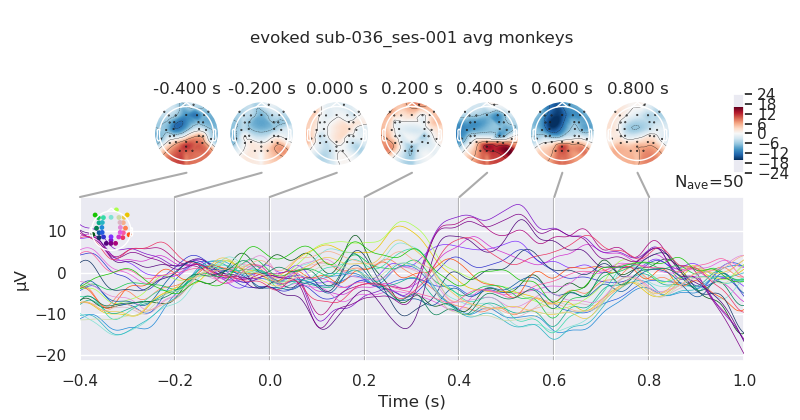 evoked sub-036_ses-001 avg monkeys
-0.400 s -0.200 s 0.000 s 0.200 s 0.400 s 0.600 s 0.800 s
24
18
12
6
0
−6
−12
−18
−24
Nave=50
10
0
−10
−20
µV
−0.4 −0.2 0.0 0.2 0.4 0.6 0.8 1.0
Time (s)